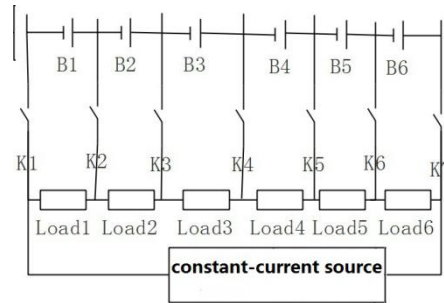 B1 B2 B3 B4 B5 B6
K1 K2 K3 K4 K5 K6
Load1 Load2 Load3 Load4 Load5 Load6
constant-current source